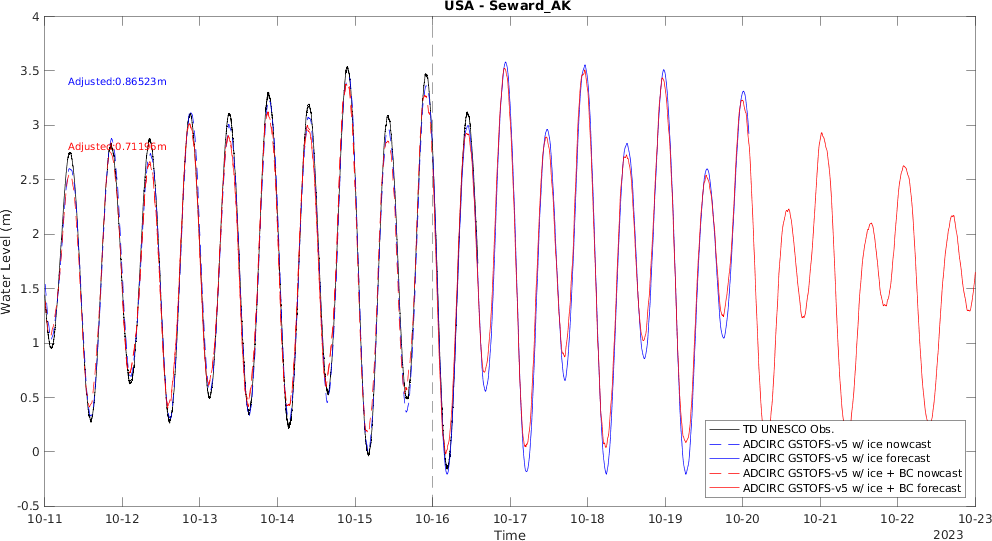 USA - Seward_AK
4
3.5
3
2.5
2
1.5
1
0.5
0
-0.5
Water Level (m)
Adjusted:0.86523m
Adjusted:0.71195m
TD UNESCO Obs.
ADCIRC GSTOFS-v5 w/ ice nowcast
ADCIRC GSTOFS-v5 w/ ice forecast
ADCIRC GSTOFS-v5 w/ ice + BC nowcast
ADCIRC GSTOFS-v5 w/ ice + BC forecast
10-11 10-12 10-13 10-14 10-15 10-16 10-17 10-18 10-19 10-20 10-21 10-22 10-23
Time
2023